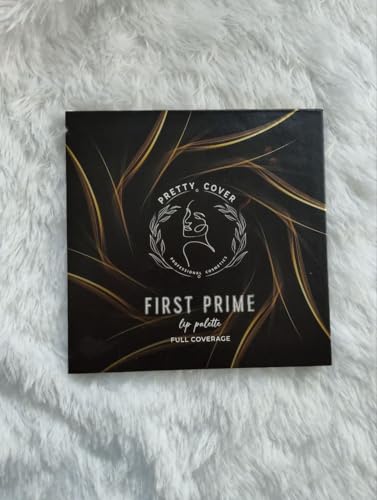 PRETTY COVER
PROFESSIONAL COSMETICS
FIRST PRIME
lip palette
FULL COVERAGE